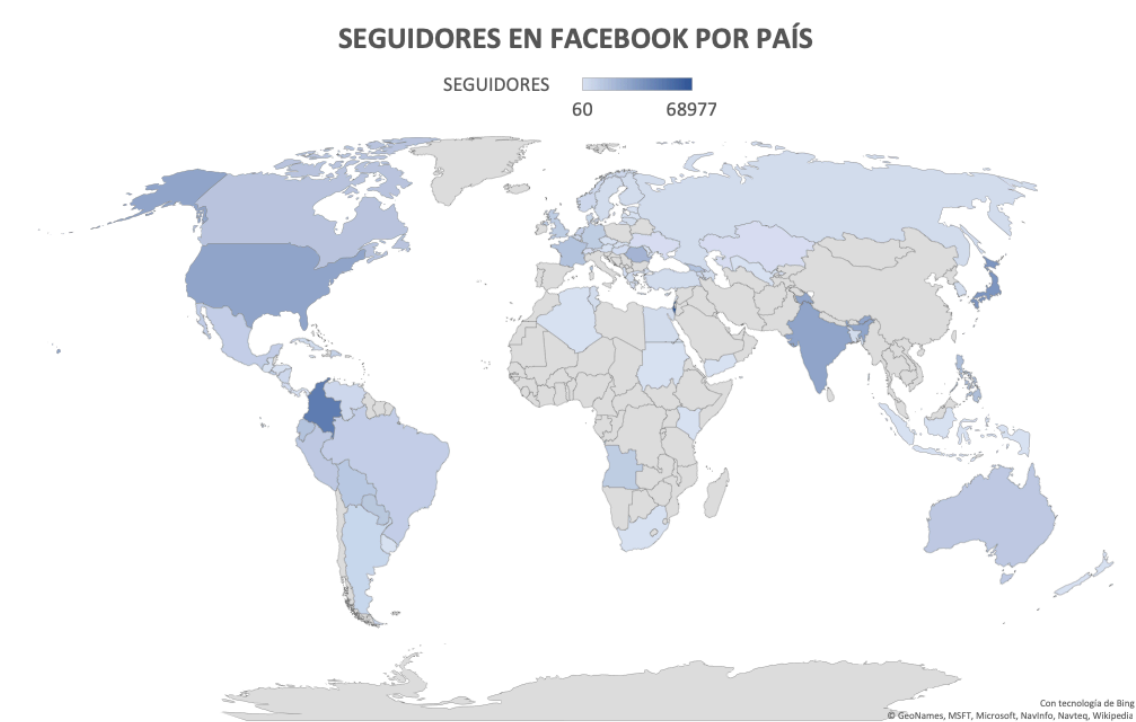 SEGUIDORES EN FACEBOOK POR PAÍS
SEGUIDORES
60 68977
Con tecnología de Bing
© GeoNames, MSFT, Microsoft, NavInfo, Navteq, Wikipedia